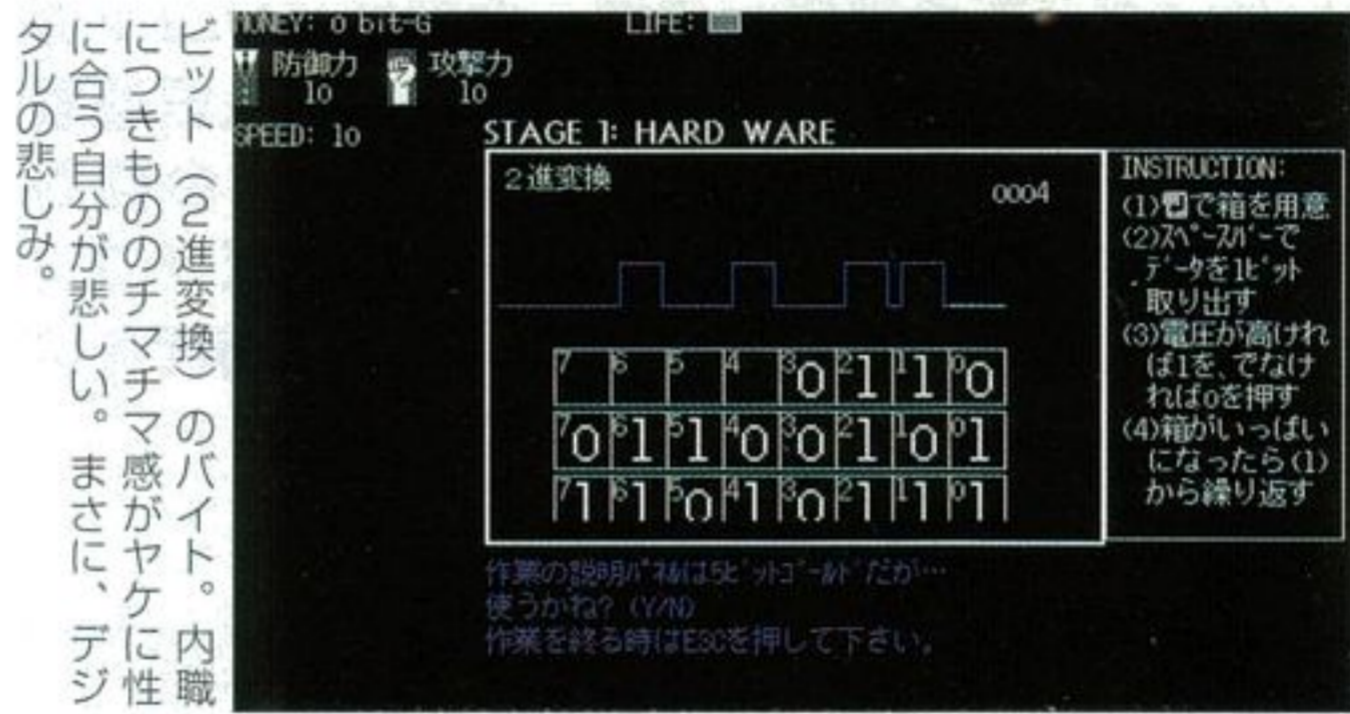 ビット（2進変換）のバイト。内職
につきもののチマチマ感がヤケに性
に合う自分が悲しい。まさに、デジ
タルの悲しみ。
MONEY: 0 bit-G
LIFE:
防御力
10
攻撃力
10
SPEED: 10
STAGE 1: HARD WARE
2進変換
0004
7 6 5 4 3 0 2 1 1 1 0 0
7 0 6 1 5 1 4 0 3 0 2 1 1 0 0 1
7 1 6 1 5 0 4 1 3 0 2 1 1 1 0 1
INSTRUCTION:
(1)で箱を用意
(2)スペースバーで
データを1ビット
取り出す
(3)電圧が高けれ
ば1を、でなけ
れば0を押す
(4)箱がいっぱい
になったら(1)
から繰り返す
作業の説明パネルは5ビットゴールドだが…
使うかね? (Y/N)
作業を終る時はESCを押して下さい。